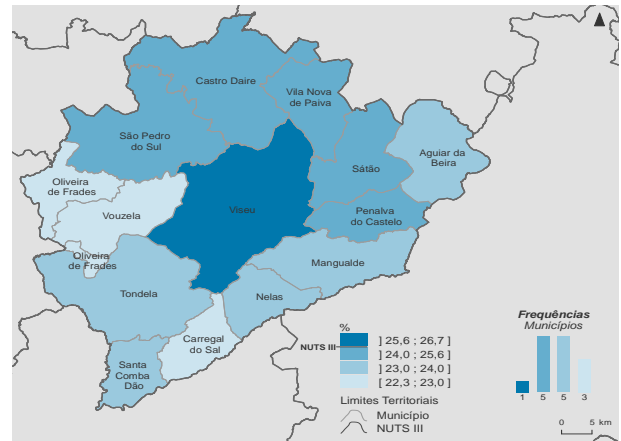 Castro Daire
Vila Nova
de Paiva
São Pedro
do Sul
Aguiar da
Beira
Sátão
Oliveira
de Frades
Vouzela
Viseu
Penalva
do Castelo
Oliveira
de Frades
Mangualde
Tondela
Nelas
Carregal
do Sal
Santa
Comba
Dão
%
NUTS III
] 25,6 ; 26,7 ]
] 24,0 ; 25,6 ]
] 23,0 ; 24,0 ]
[ 22,3 ; 23,0 ]
Limites Territoriais
Município
NUTS III
Frequências
Municípios
1 5 5 3
0 5 km